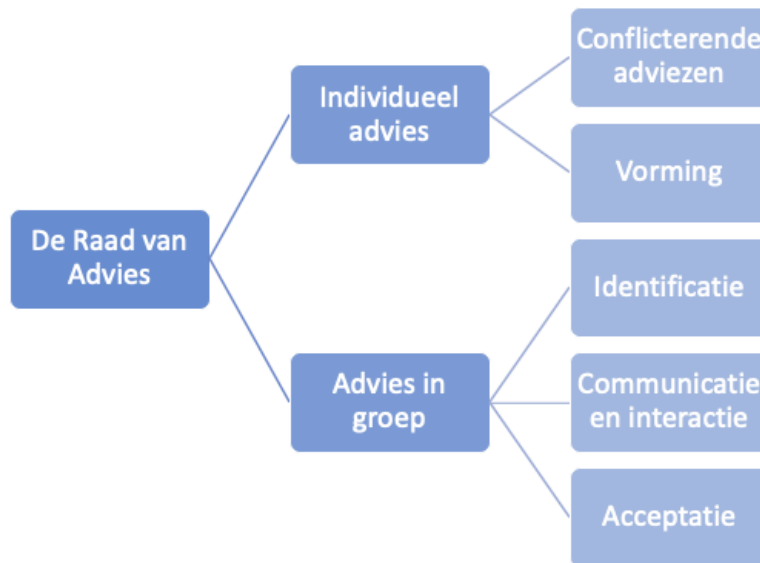 De Raad van
Advies
Individueel
advies
Conflicterende
adviezen
Vorming
Advies in
groep
Identificatie
Communicatie
en interactie
Acceptatie